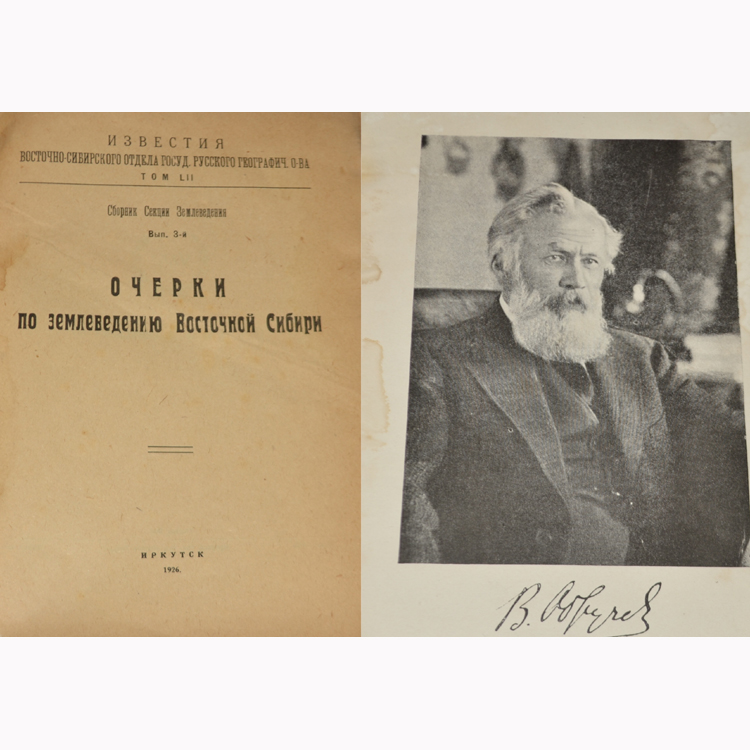 ИЗВЕСТИЯ
ВОСТОЧНО-СИБИРСКОГО ОТДЕЛА ГОСУД. РУССКОГО ГЕОГРАФИЧ. О-ВА
ТОМ LII
Сборник Секции Землеведения
Вып. 3-й
ОЧЕРКИ
по землеведению Восточной Сибири
ИРКУТСК
1926.
В. Обручев